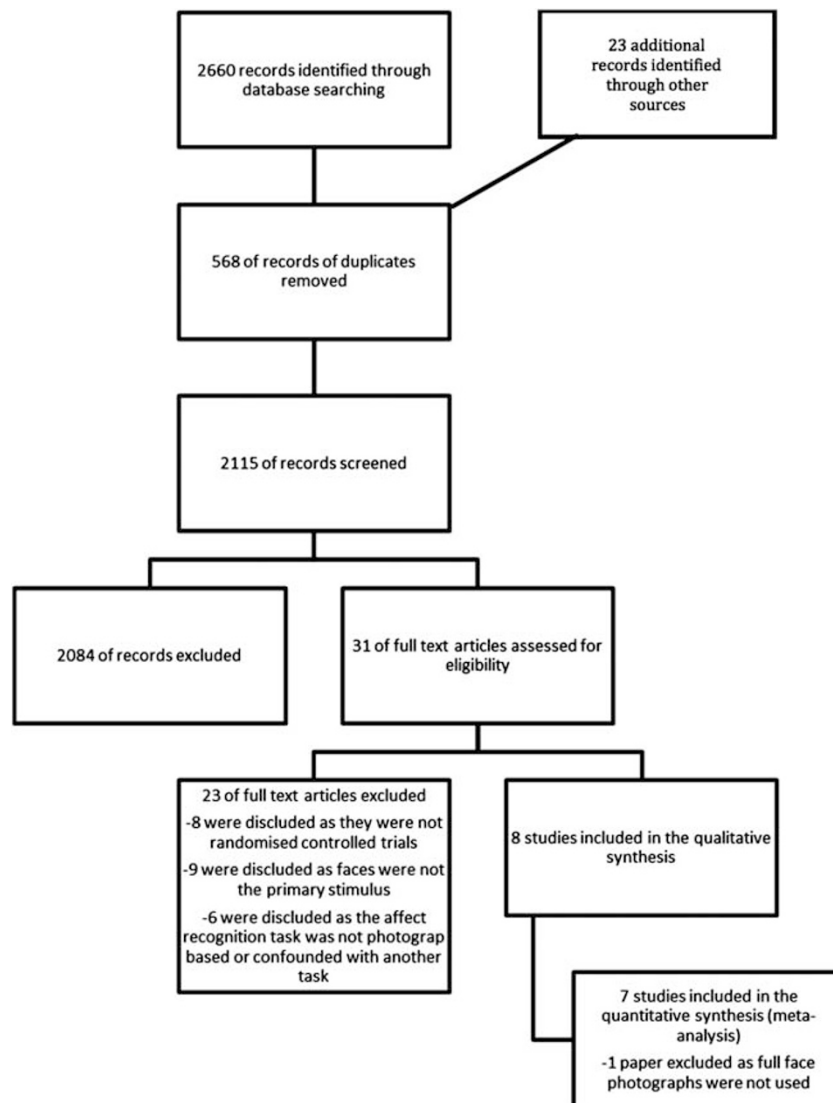 2660 records identified through
database searching
23 additional
records identified
through other
sources
568 of records of duplicates
removed
2115 of records screened
2084 of records excluded
31 of full text articles assessed for
eligibility
23 of full text articles excluded
-8 were discluded as they were not
randomised controlled trials
-9 were discluded as faces were not
the primary stimulus
-6 were discluded as the affect
recognition task was not photograp
based or confounded with another
task
8 studies included in the qualitative
synthesis
7 studies included in the
quantitative synthesis (meta-
analysis)
-1 paper excluded as full face
photographs were not used